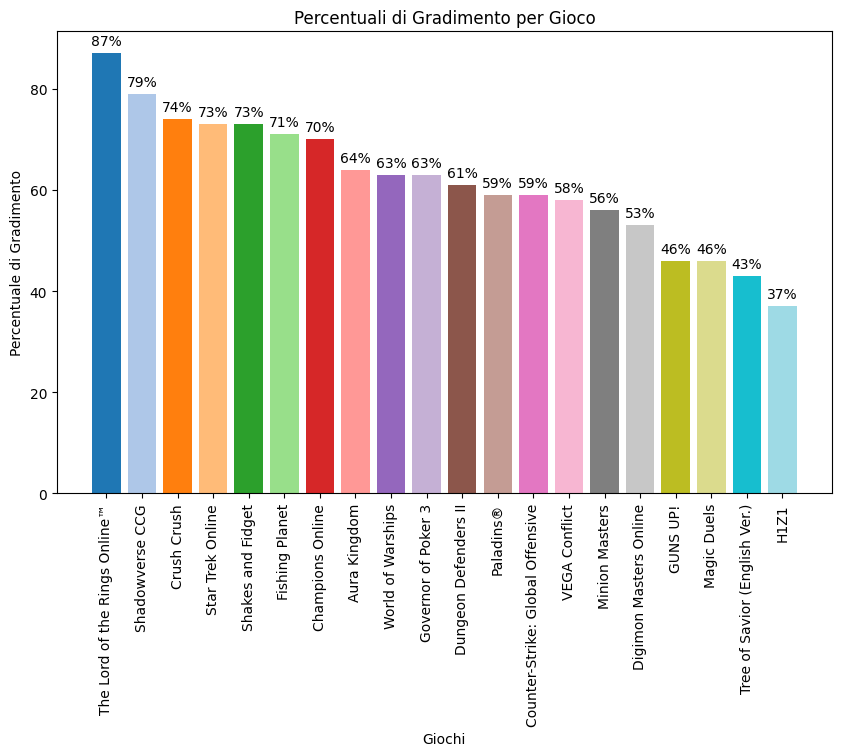 Percentuali di Gradimento per Gioco
Percentuale di Gradimento
80
60
40
20
0
87%
79%
74%
73%
73%
71%
70%
64%
63%
63%
61%
59%
59%
58%
56%
53%
46%
46%
43%
37%
The Lord of the Rings Online™
Shadowverse CCG
Crush Crush
Star Trek Online
Shakes and Fidget
Fishing Planet
Champions Online
Aura Kingdom
World of Warships
Governor of Poker 3
Dungeon Defenders II
Paladins®
Counter-Strike: Global Offensive
VEGA Conflict
Minion Masters
Digimon Masters Online
GUNS UP!
Magic Duels
Tree of Savior (English Ver.)
H1Z1
Giochi